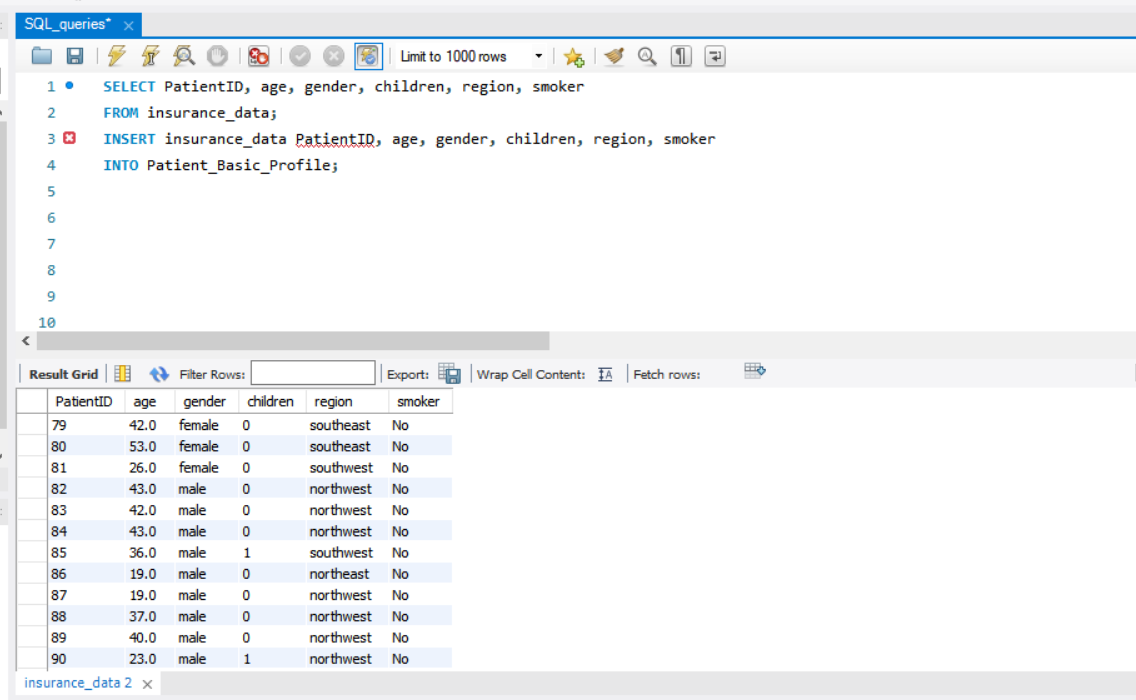 SQL_queries*
Limit to 1000 rows
1 SELECT PatientID, age, gender, children, region, smoker
2 FROM insurance_data;
3 INSERT insurance_data PatientID, age, gender, children, region, smoker
4 INTO Patient_Basic_Profile;
5
6
7
8
9
10
Result Grid Filter Rows: Export: Wrap Cell Content: IA Fetch rows:
PatientID age gender children region smoker
79 42.0 female 0 southeast No
80 53.0 female 0 southeast No
81 26.0 female 0 southwest No
82 43.0 male 0 northwest No
83 42.0 male 0 northwest No
84 43.0 male 0 northwest No
85 36.0 male 1 southwest No
86 19.0 male 0 northeast No
87 19.0 male 0 northwest No
88 37.0 male 0 northwest No
89 40.0 male 0 northwest No
90 23.0 male 1 northwest No
insurance_data 2